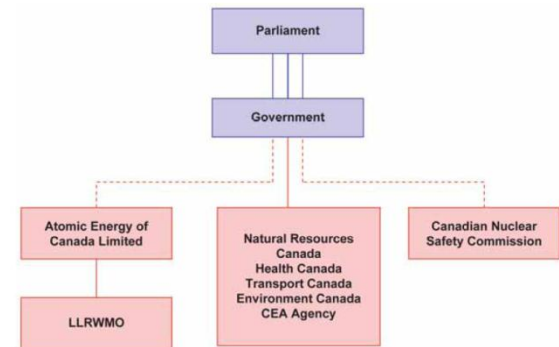 Parliament
Government
Atomic Energy of
Canada Limited
Natural Resources
Canada
Health Canada
Transport Canada
Environment Canada
CEA Agency
Canadian Nuclear
Safety Commission
LLRWMO